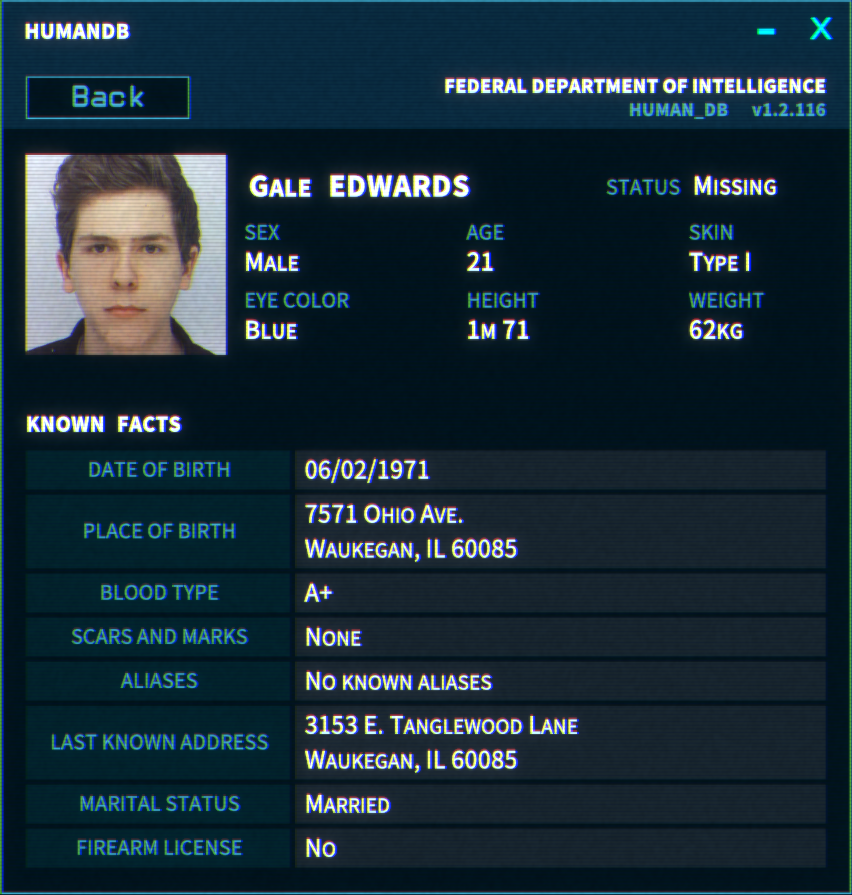 HUMANDB
– X
Back
FEDERAL DEPARTMENT OF INTELLIGENCE
HUMAN_DB v1.2.116
GALE EDWARDS
STATUS MISSING
SEX AGE SKIN
MALE 21 TYPE I
EYE COLOR HEIGHT WEIGHT
BLUE 1M 71 62KG
KNOWN FACTS
DATE OF BIRTH 06/02/1971
PLACE OF BIRTH 7571 OHIO AVE.
WAUKEGAN, IL 60085
BLOOD TYPE A+
SCARS AND MARKS NONE
ALIASES NO KNOWN ALIASES
LAST KNOWN ADDRESS 3153 E. TANGLEWOOD LANE
WAUKEGAN, IL 60085
MARITAL STATUS MARRIED
FIREARM LICENSE NO